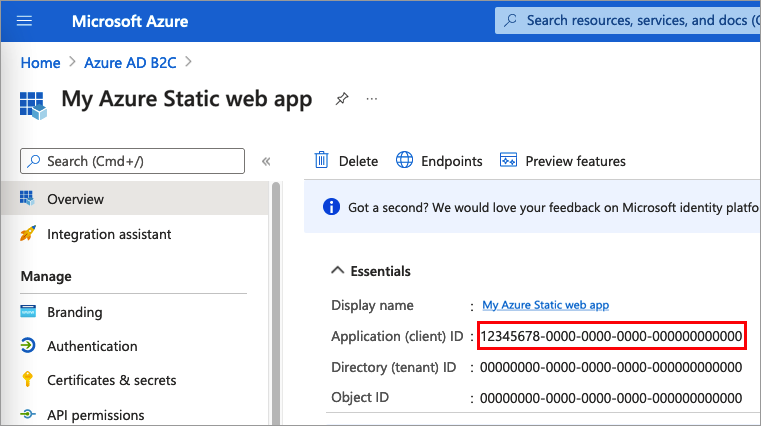 Microsoft Azure
Search resources, services, and docs (
Home > Azure AD B2C >
My Azure Static web app
...
Search (Cmd+/)
«
Delete
Endpoints
Preview features
Overview
Integration assistant
Manage
Branding
Authentication
Certificates & secrets
API permissions
Got a second? We would love your feedback on Microsoft identity platfo
Essentials
Display name : My Azure Static web app
Application (client) ID : 12345678-0000-0000-0000-000000000000
Directory (tenant) ID : 00000000-0000-0000-0000-000000000000
Object ID : 00000000-0000-0000-0000-000000000000